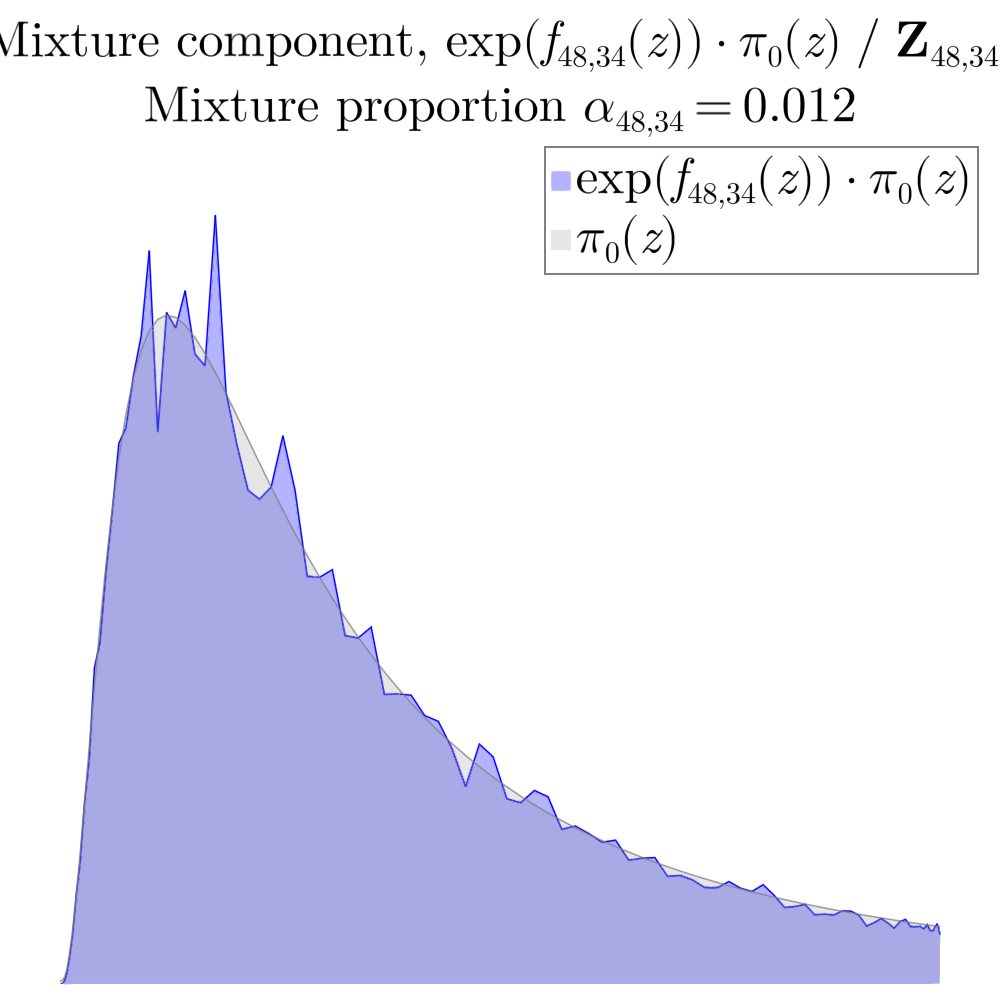 Mixture component, exp(f₄₈,₃₄(z)) · π₀(z) / 𝐙₄₈,₃₄
Mixture proportion α₄₈,₃₄ = 0.012
exp(f₄₈,₃₄(z)) · π₀(z)
π₀(z)